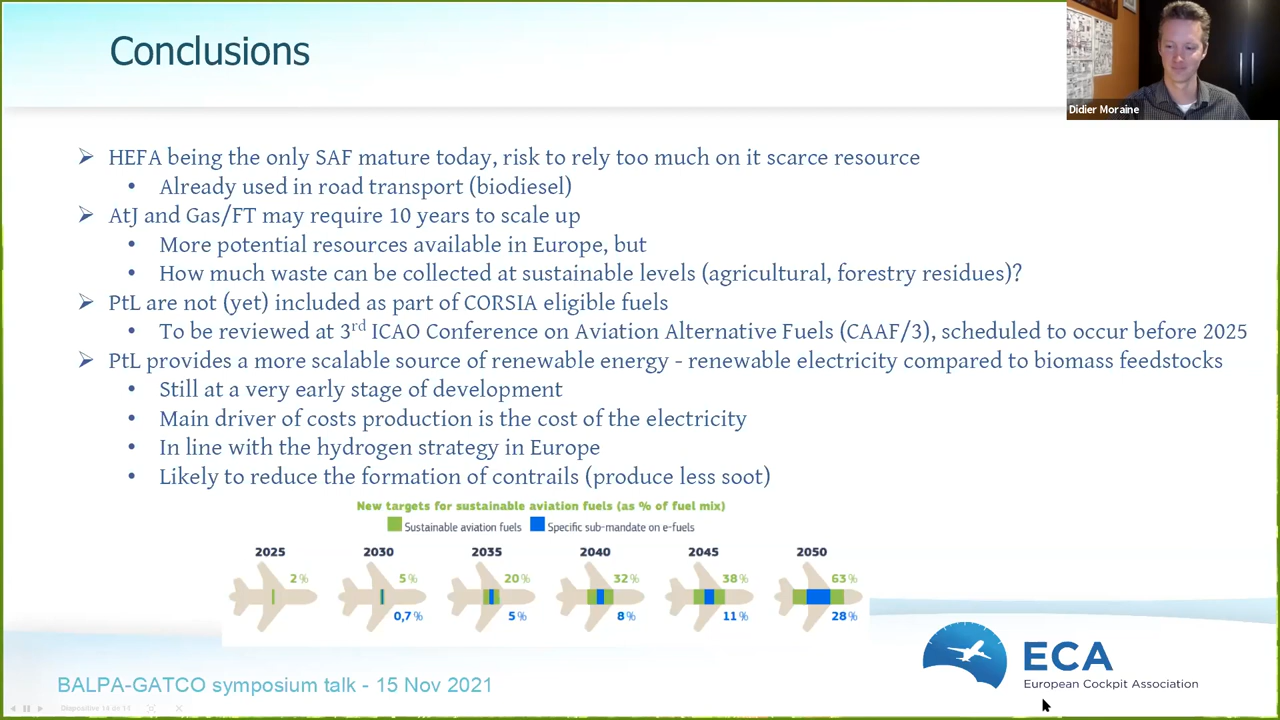 Conclusions
Didier Moraine
HEFA being the only SAF mature today, risk to rely too much on it scarce resource
Already used in road transport (biodiesel)
AtJ and Gas/FT may require 10 years to scale up
More potential resources available in Europe, but
How much waste can be collected at sustainable levels (agricultural, forestry residues)?
PtL are not (yet) included as part of CORSIA eligible fuels
To be reviewed at 3rd ICAO Conference on Aviation Alternative Fuels (CAAF/3), scheduled to occur before 2025
PtL provides a more scalable source of renewable energy - renewable electricity compared to biomass feedstocks
Still at a very early stage of development
Main driver of costs production is the cost of the electricity
In line with the hydrogen strategy in Europe
Likely to reduce the formation of contrails (produce less soot)
New targets for sustainable aviation fuels (as % of fuel mix)
Sustainable aviation fuels Specific sub-mandate on e-fuels
2025 2030 2035 2040 2045 2050
2% 5% 20% 32% 38% 63%
0,7% 5% 8% 11% 28%
ECA
European Cockpit Association
BALPA-GATCO symposium talk - 15 Nov 2021
Diapositive 14 de 14